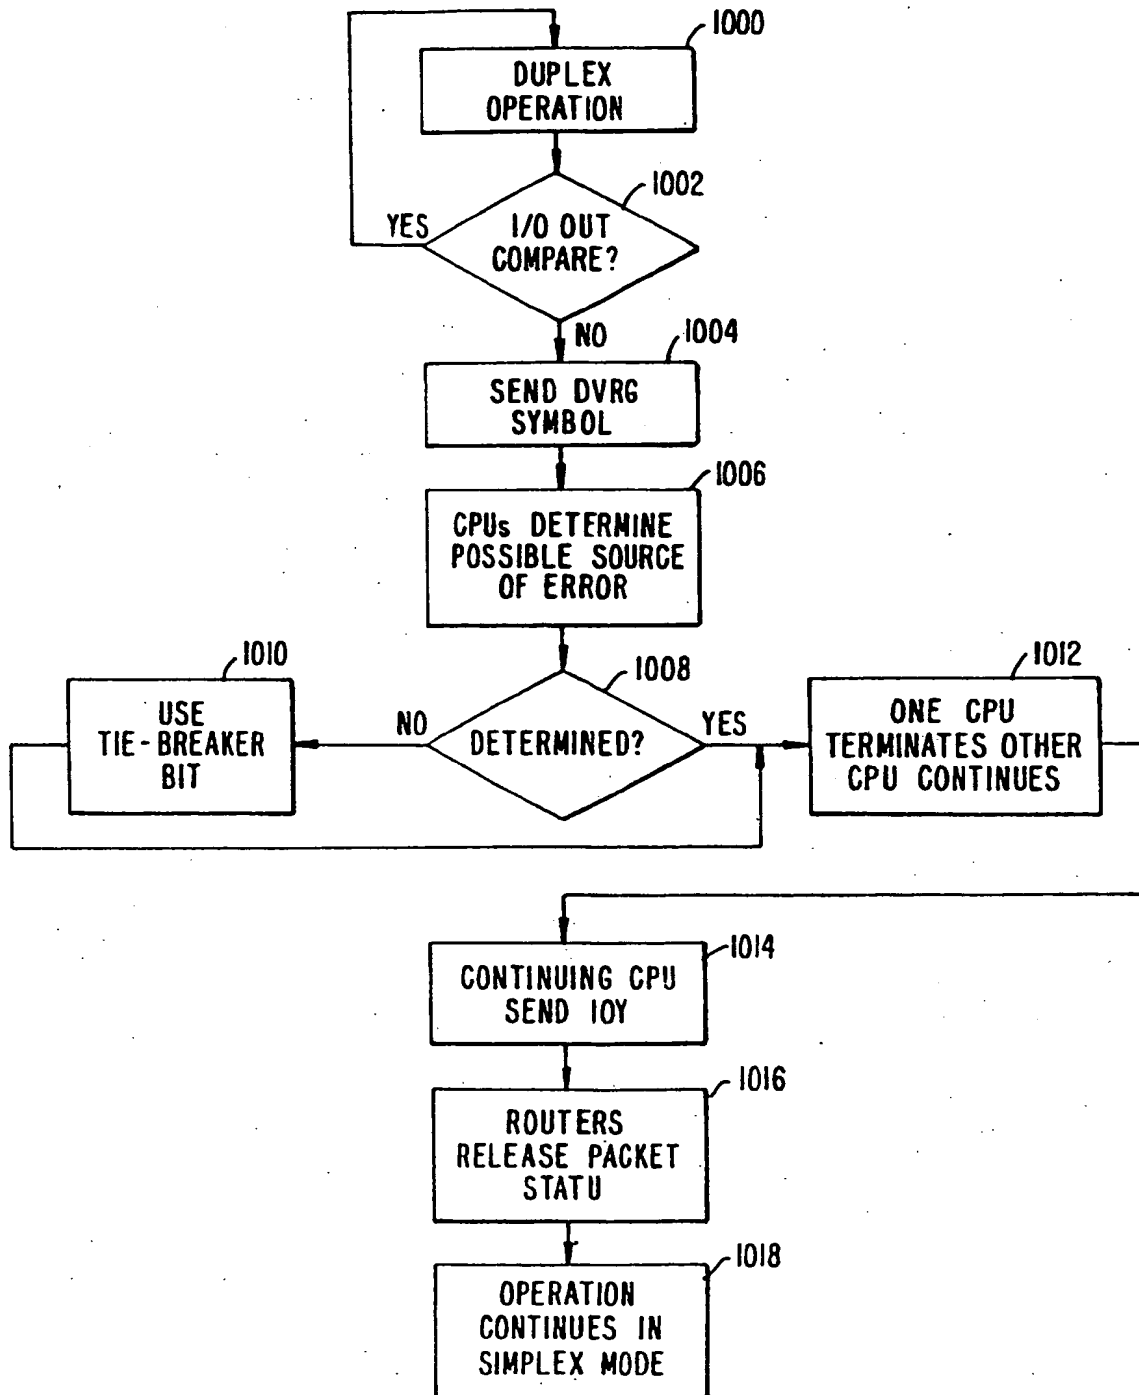 1000
DUPLEX
OPERATION
1002
YES
I/O OUT
COMPARE?
NO
1004
SEND DVRG
SYMBOL
1006
CPUs DETERMINE
POSSIBLE SOURCE
OF ERROR
1010
USE
TIE-BREAKER
BIT
1008
NO
DETERMINED?
YES
1012
ONE CPU
TERMINATES OTHER
CPU CONTINUES
1014
CONTINUING CPU
SEND IOY
1016
ROUTERS
RELEASE PACKET
STATU
1018
OPERATION
CONTINUES IN
SIMPLEX MODE